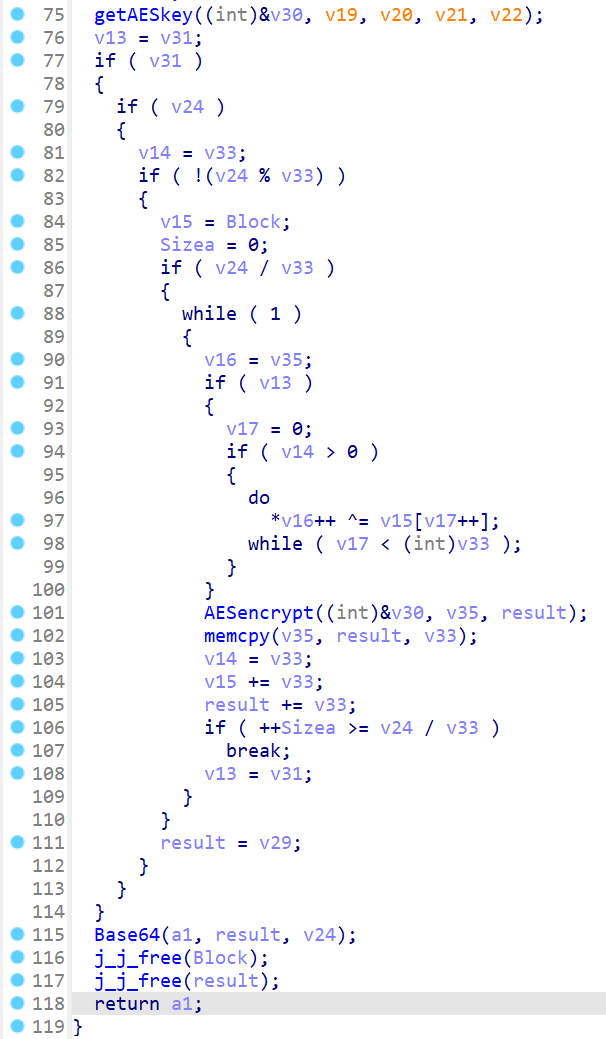 75 getAESkey((int)&v30, v19, v20, v21, v22);
76 v13 = v31;
77 if ( v31 )
78 {
79 if ( v24 )
80 {
81 v14 = v33;
82 if ( !(v24 % v33) )
83 {
84 v15 = Block;
85 Sizea = 0;
86 if ( v24 / v33 )
87 {
88 while ( 1 )
89 {
90 v16 = v35;
91 if ( v13 )
92 {
93 v17 = 0;
94 if ( v14 > 0 )
95 {
96 do
97 *v16++ ^= v15[v17++];
98 while ( v17 < (int)v33 );
99 }
100 }
101 AESencrypt((int)&v30, v35, result);
102 memcpy(v35, result, v33);
103 v14 = v33;
104 v15 += v33;
105 result += v33;
106 if ( ++Sizea >= v24 / v33 )
107 break;
108 v13 = v31;
109 }
110 }
111 result = v29;
112 }
113 }
114 }
115 Base64(a1, result, v24);
116 j_j_free(Block);
117 j_j_free(result);
118 return a1;
119 }